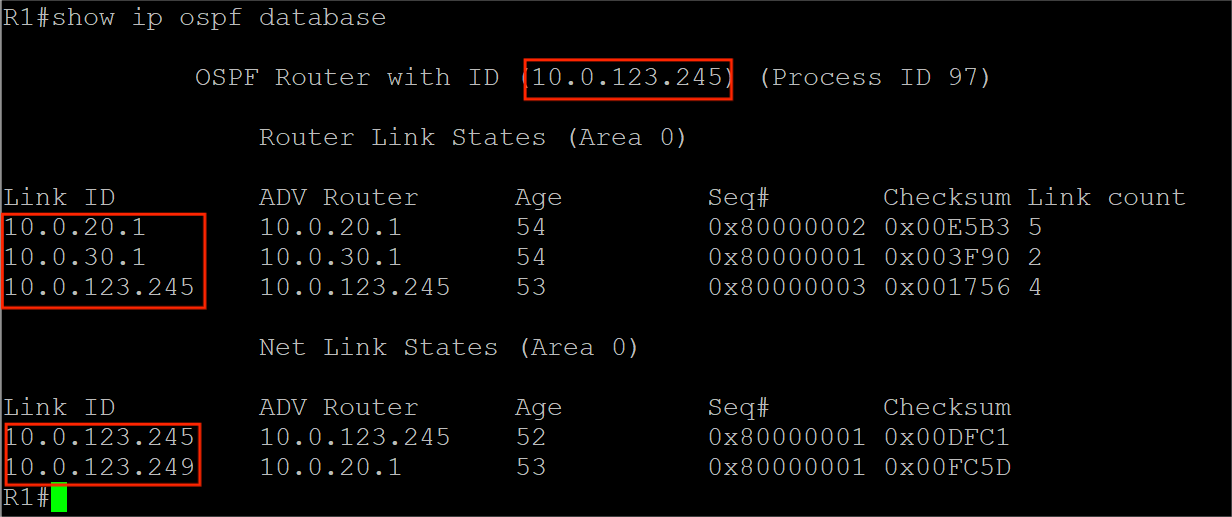 R1#show ip ospf database
OSPF Router with ID (10.0.123.245) (Process ID 97)
Router Link States (Area 0)
Link ID ADV Router Age Seq# Checksum Link count
10.0.20.1 10.0.20.1 54 0x80000002 0x00E5B3 5
10.0.30.1 10.0.30.1 54 0x80000001 0x003F90 2
10.0.123.245 10.0.123.245 53 0x80000003 0x001756 4
Net Link States (Area 0)
Link ID ADV Router Age Seq# Checksum
10.0.123.245 10.0.123.245 52 0x80000001 0x00DFC1
10.0.123.249 10.0.20.1 53 0x80000001 0x00FC5D
R1#